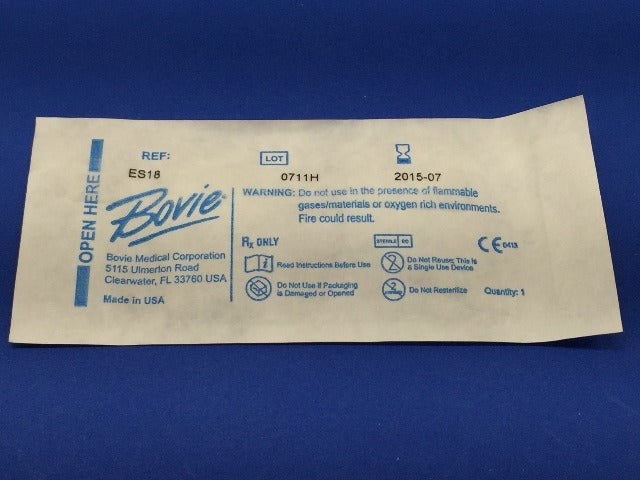 OPEN HERE
REF:
ES18
LOT
0711H
2015-07
Bovie
Bovie Medical Corporation
5115 Ulmerton Road
Clearwater, FL 33760 USA
Made in USA
WARNING: Do not use in the presence of flammable
gases/materials or oxygen rich environments.
Fire could result.
Rx ONLY
STERILE EO
CE 0413
Read Instructions Before Use
Do Not Reuse; This is
a Single Use Device
Do Not Use if Packaging
is Damaged or Opened
2
Do Not Resterilize
Quantity: 1